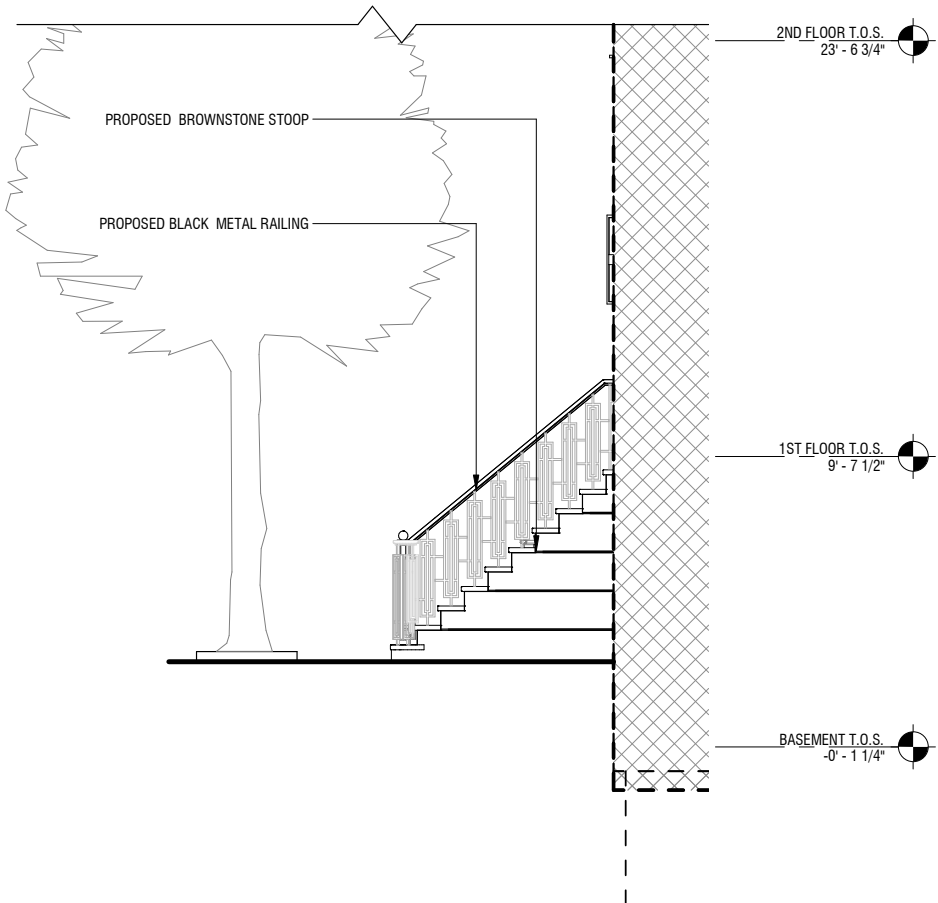 2ND FLOOR T.O.S.
23' - 6 3/4"
PROPOSED BROWNSTONE STOOP
PROPOSED BLACK METAL RAILING
1ST FLOOR T.O.S.
9' - 7 1/2"
BASEMENT T.O.S.
-0' - 1 1/4"